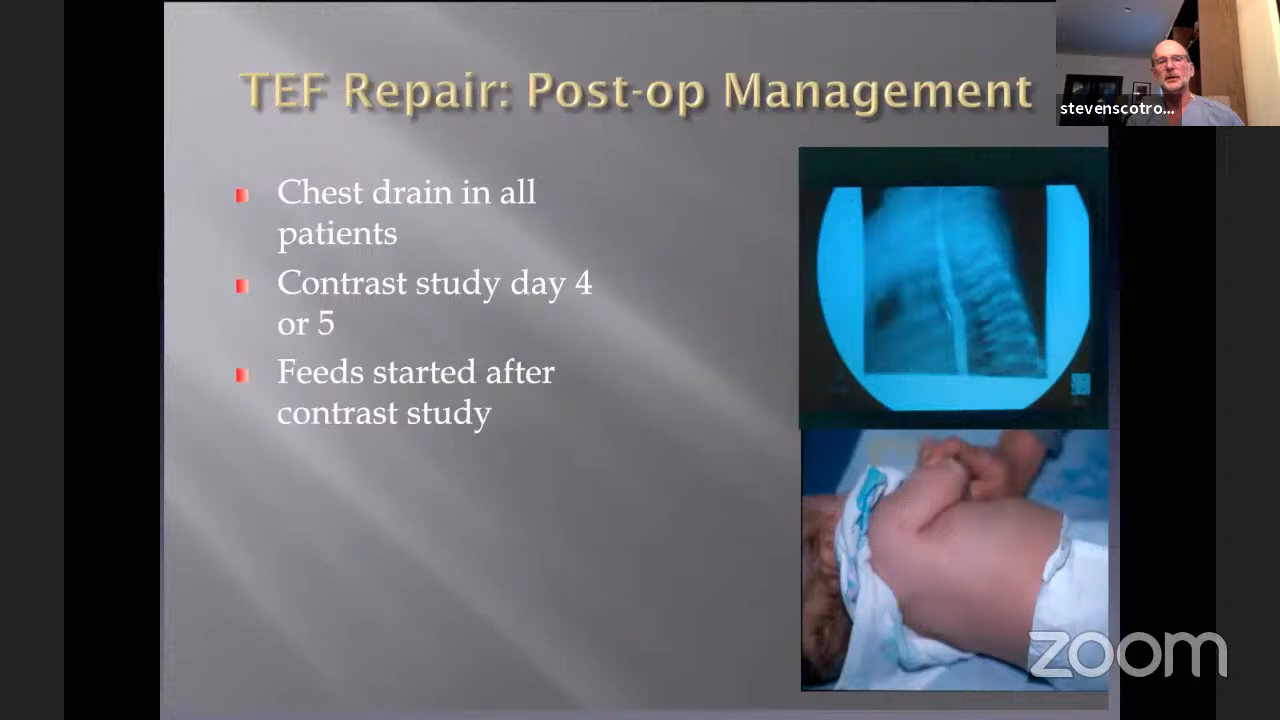 TEF Repair: Post-op Management
stevenscotro...
Chest drain in all
patients
Contrast study day 4
or 5
Feeds started after
contrast study
zoom